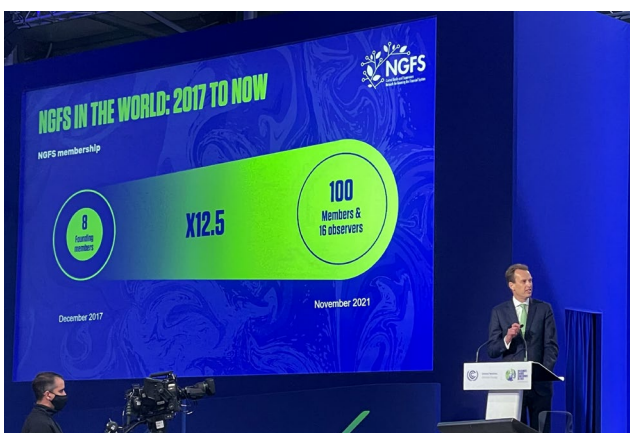 NGFS
NGFS IN THE WORLD: 2017 TO NOW
NGFS membership
8
Founding
members
X12.5
100
Members &
16 observers
December 2017
November 2021